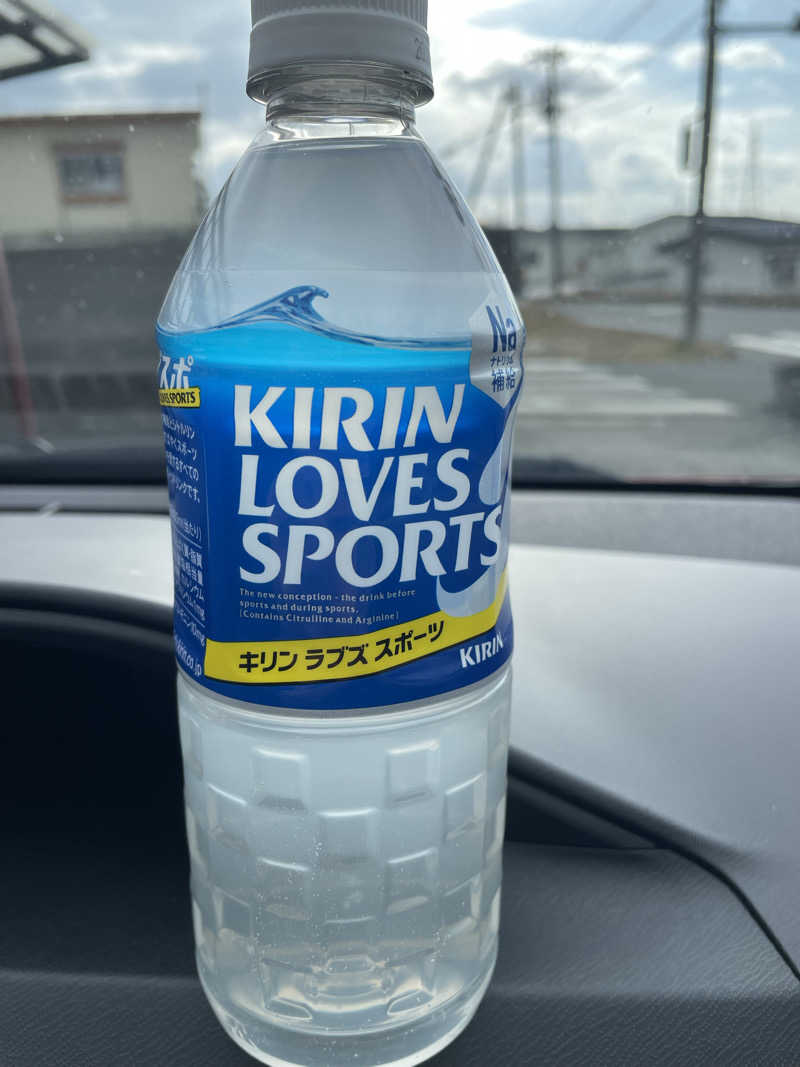 Na
ナトリウム
補給
スポ
KIRIN
LOVES
SPORTS
The new conception - the drink before
sports and during sports.
[Contains Citrulline and Arginine]
キリン ラブズ スポーツ
KIRIN